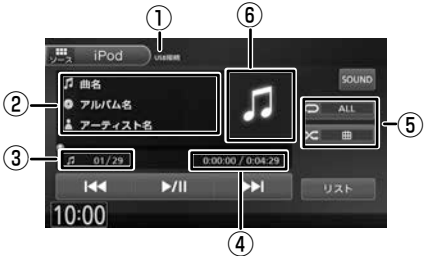 ① ⑥
ソース iPod USB接続
SOUND
② 曲名
アルバム名
アーティスト名
ALL
⑤
③ 01/29 0:00:00 / 0:04:29
リスト
10:00
④